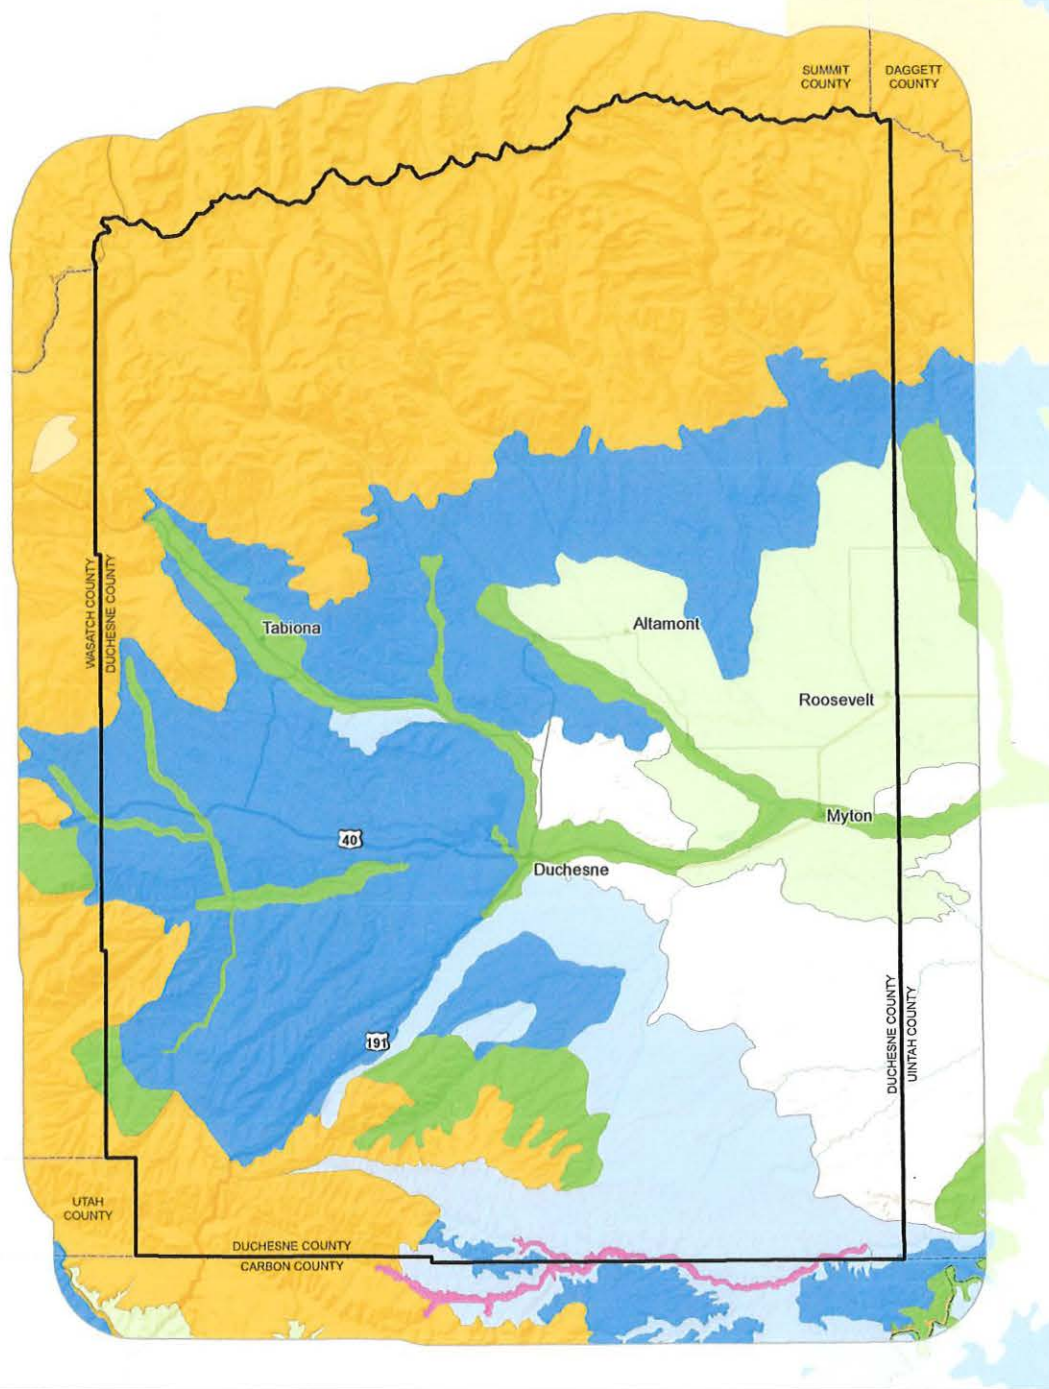 SUMMIT
COUNTY
DAGGETT
COUNTY
WASATCH COUNTY
DUCHESNE COUNTY
Tabiona
Altamont
Roosevelt
Myton
40
Duchesne
191
DUCHESNE COUNTY
UINTAH COUNTY
UTAH
COUNTY
DUCHESNE COUNTY
CARBON COUNTY